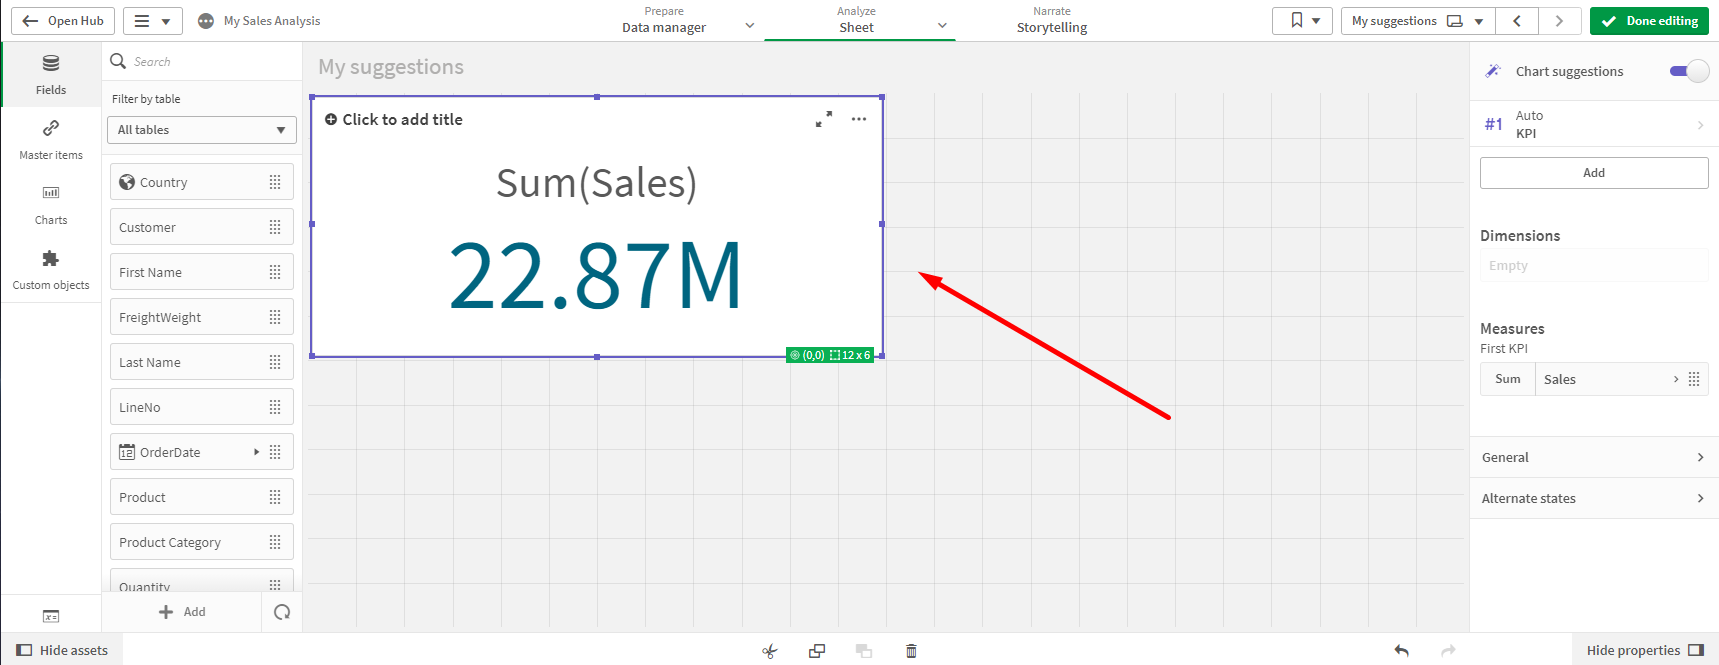 Open Hub
My Sales Analysis
Prepare
Data manager
Analyze
Sheet
Narrate
Storytelling
My suggestions
Done editing
Fields
Master items
Charts
Custom objects
Search
Filter by table
All tables
Country
Customer
First Name
FreightWeight
Last Name
LineNo
12 OrderDate
Product
Product Category
Quantity
Add
My suggestions
Click to add title
Sum(Sales)
22.87M
(0,0) 12 x 6
Chart suggestions
#1 Auto
KPI
Add
Dimensions
Empty
Measures
First KPI
Sum Sales
General
Alternate states
x=
Hide assets
Hide properties